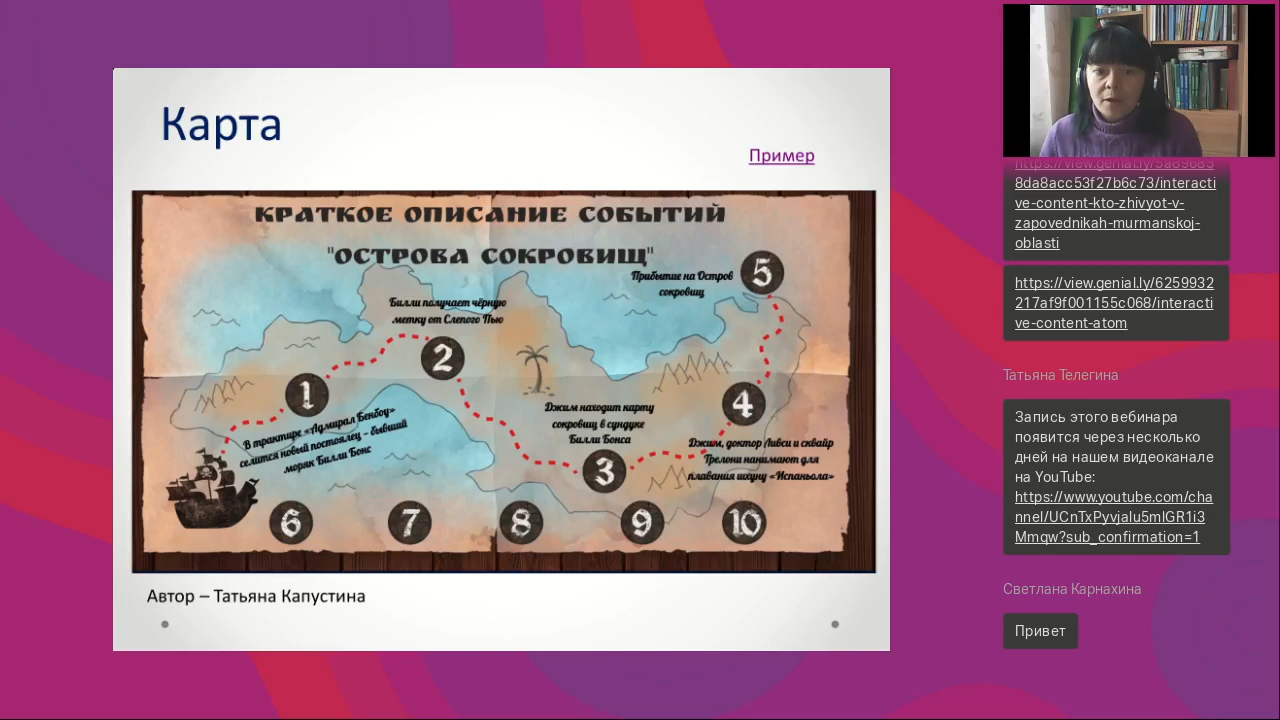 Карта
Пример
КРАТКОЕ ОПИСАНИЕ СОБЫТИЙ
"ОСТРОВА СОКРОВИЩ"
Прибытие на Остров
сокровищ
5
Билли получает чёрную
метку от Слепого Пью
2
1
В трактире «Адмирал Бенбоу»
селится новый постоялец – бывший
моряк Билли Бонс
Джим находит карту
сокровищ в сундуке
Билли Бонса
3
4
Джим, доктор Ливси и сквайр
Трелони нанимают для
плавания шхуну «Испаньола»
6 7 8 9 10
Автор – Татьяна Капустина
https://view.genial.ly/5a89685
8da8acc53f27b6c73/interacti
ve-content-kto-zhivyot-v-
zapovednikah-murmanskoj-
oblasti
https://view.genial.ly/6259932
217af9f001155c068/interacti
ve-content-atom
Татьяна Телегина
Запись этого вебинара
появится через несколько
дней на нашем видеоканале
на YouTube:
https://www.youtube.com/cha
nnel/UCnTxPyvjalu5mlGR1i3
Mmqw?sub_confirmation=1
Светлана Карнахина
Привет